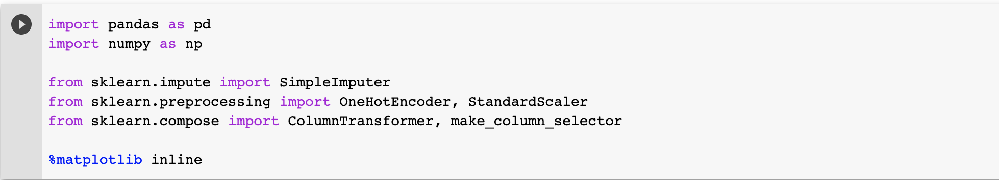 import pandas as pd
import numpy as np
from sklearn.impute import SimpleImputer
from sklearn.preprocessing import OneHotEncoder, StandardScaler
from sklearn.compose import ColumnTransformer, make_column_selector
%matplotlib inline